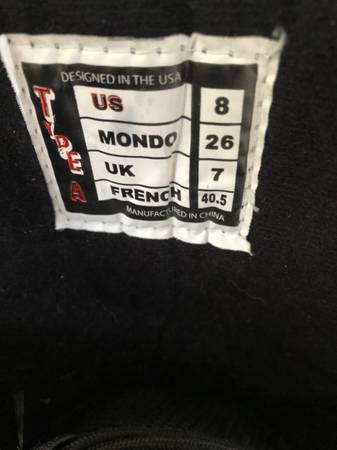 DESIGNED IN THE USA
TYPE A
US 8
MONDO 26
UK 7
FRENCH 40.5
MANUFACTURED IN CHINA